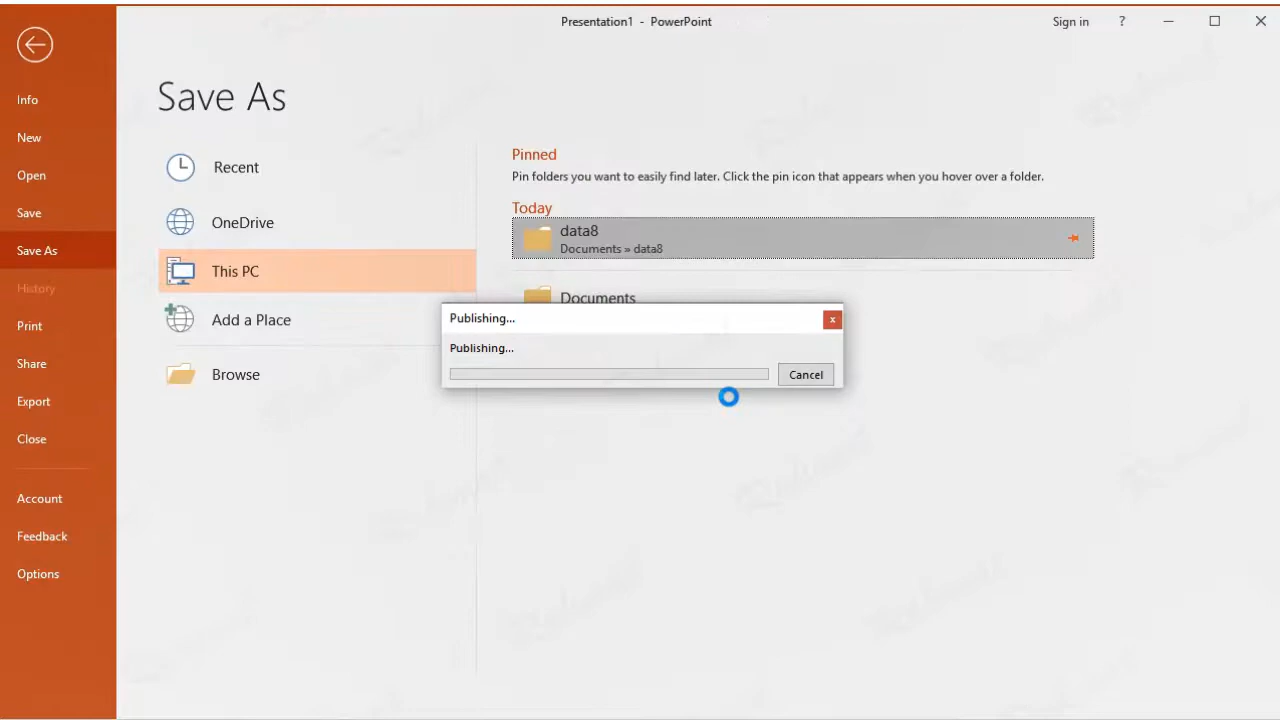 Presentation1 - PowerPoint
Sign in
?
Info
New
Open
Save
Save As
History
Print
Share
Export
Close
Account
Feedback
Options
Save As
Recent
OneDrive
This PC
Add a Place
Browse
Pinned
Pin folders you want to easily find later. Click the pin icon that appears when you hover over a folder.
Today
data8
Documents » data8
Documents
Publishing...
x
Publishing...
Cancel